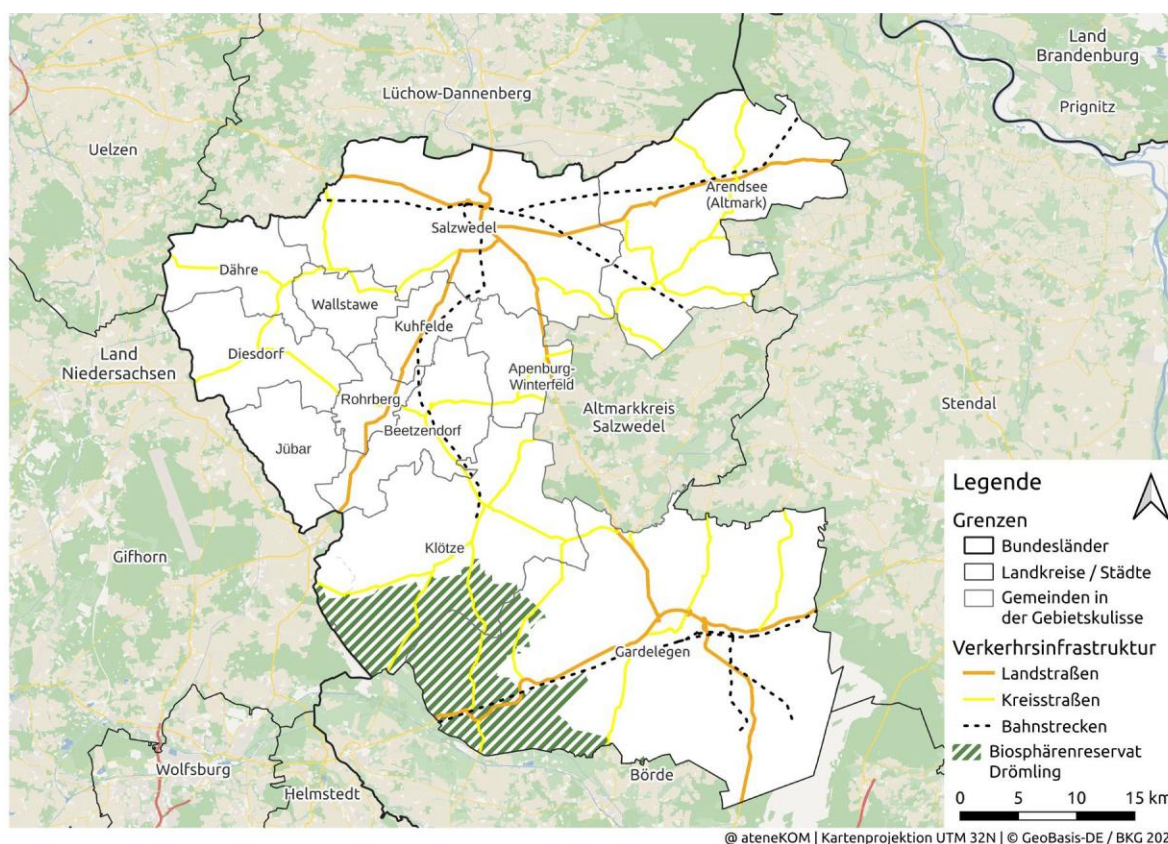 Land
Brandenburg
Lüchow-Dannenberg
Prignitz
Uelzen
Arendsee
(Altmark)
Salzwedel
Dähre
Wallstawe
Kuhfelde
Land
Niedersachsen
Diesdorf
Apenburg-
Winterfeld
Rohrberg
Altmarkkreis
Salzwedel
Stendal
Beetzendorf
Jübar
Gifhorn
Klötze
Gardelegen
Wolfsburg
Helmstedt
Börde
Legende
Grenzen
Bundesländer
Landkreise / Städte
Gemeinden in
der Gebietskulisse
Verkerhrsinfrastruktur
Landstraßen
Kreisstraßen
Bahnstrecken
Biosphärenreservat
Drömling
0 5 10 15 km
@ ateneKOM | Kartenprojektion UTM 32N | © GeoBasis-DE / BKG 202